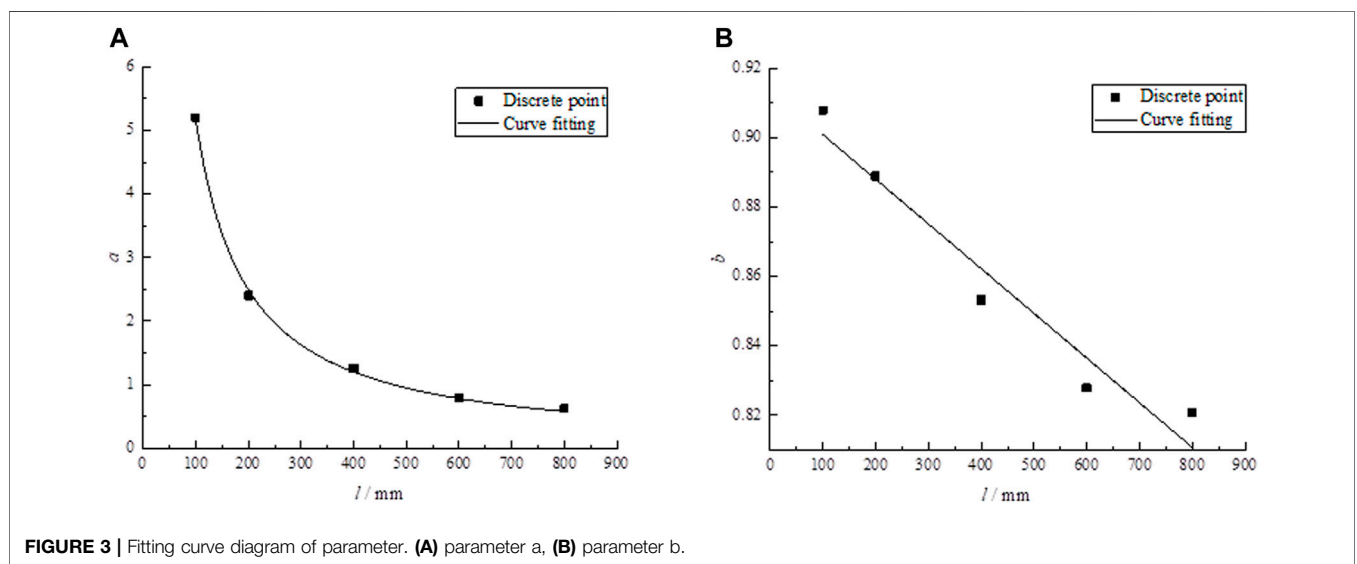 A
6
5
4
3
2
1
0
a
0 100 200 300 400 500 600 700 800 900
l / mm
Discrete point
Curve fitting
B
0.92
0.90
0.88
0.86
0.84
0.82
b
0 100 200 300 400 500 600 700 800 900
l / mm
Discrete point
Curve fitting
FIGURE 3 | Fitting curve diagram of parameter. (A) parameter a, (B) parameter b.